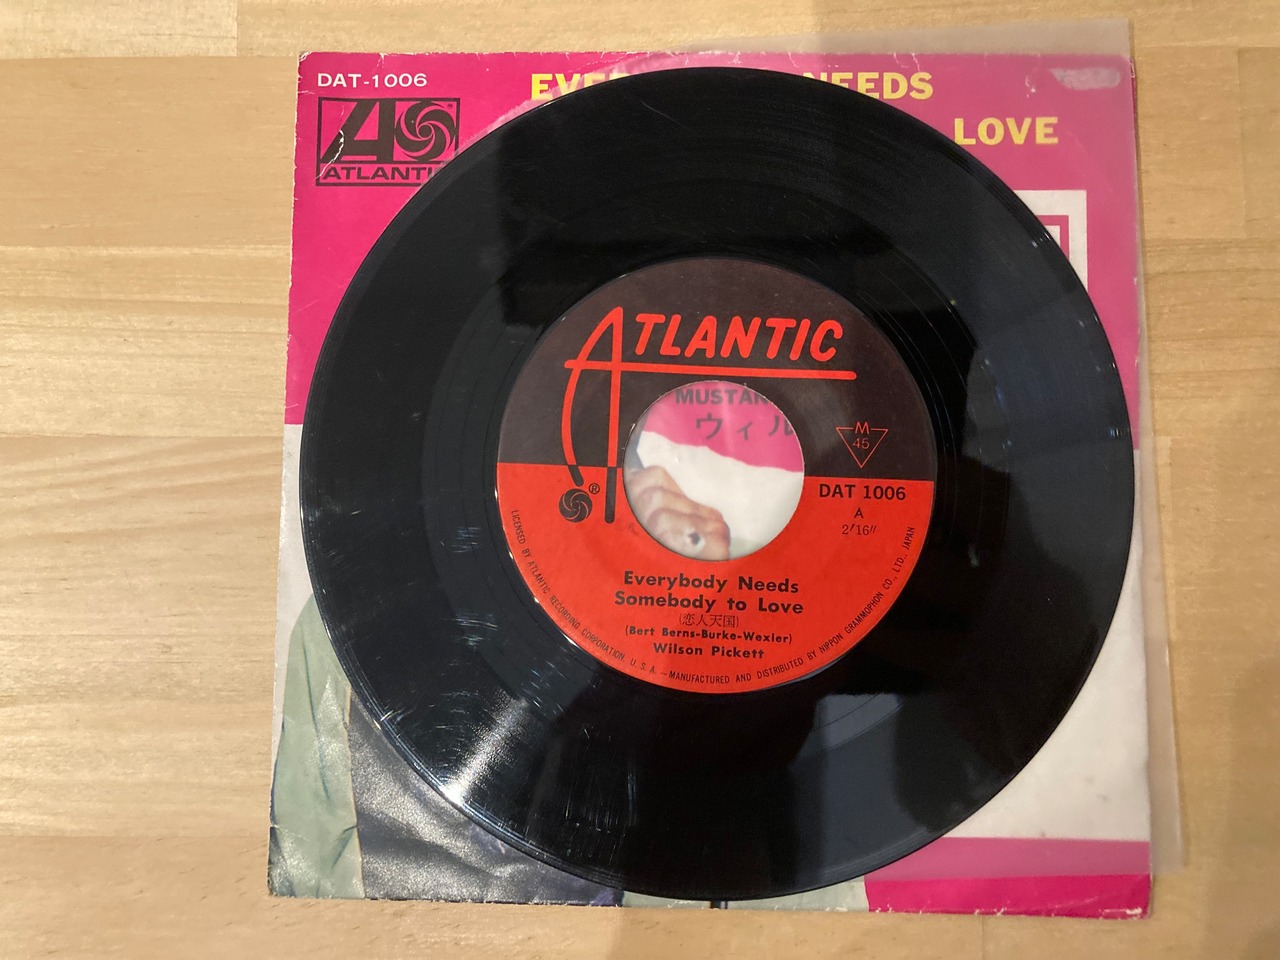 DAT-1006
NEEDS
LOVE
ATLANTIC
ATLANTIC
MUSTAN
ウィル
M
45
®
DAT 1006
A
2′16″
Everybody Needs
Somebody to Love
(恋人天国)
(Bert Berns-Burke-Wexler)
Wilson Pickett
LICENSED BY ATLANTIC RECORDING CORPORATION, U. S. A. — MANUFACTURED AND DISTRIBUTED BY NIPPON GRAMMOPHON CO., LTD., JAPAN